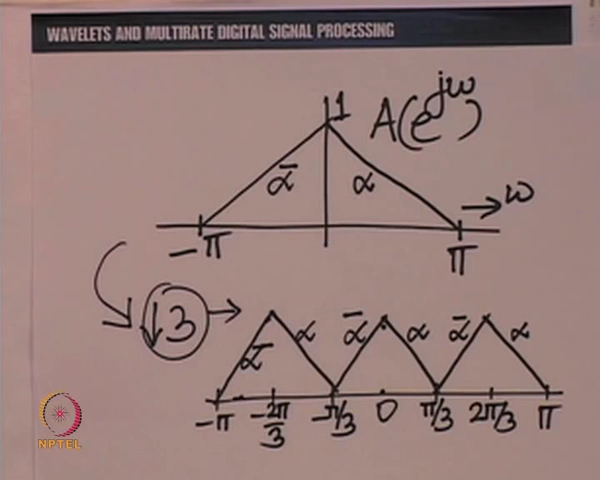 WAVELETS AND MULTIRATE DIGITAL SIGNAL PROCESSING
1 A(e^jω)
ᾱ α
→ω
-π π
↓3 →
ᾱ α ᾱ α ᾱ α
-π -2π/3 -π/3 0 π/3 2π/3 π
NPTEL